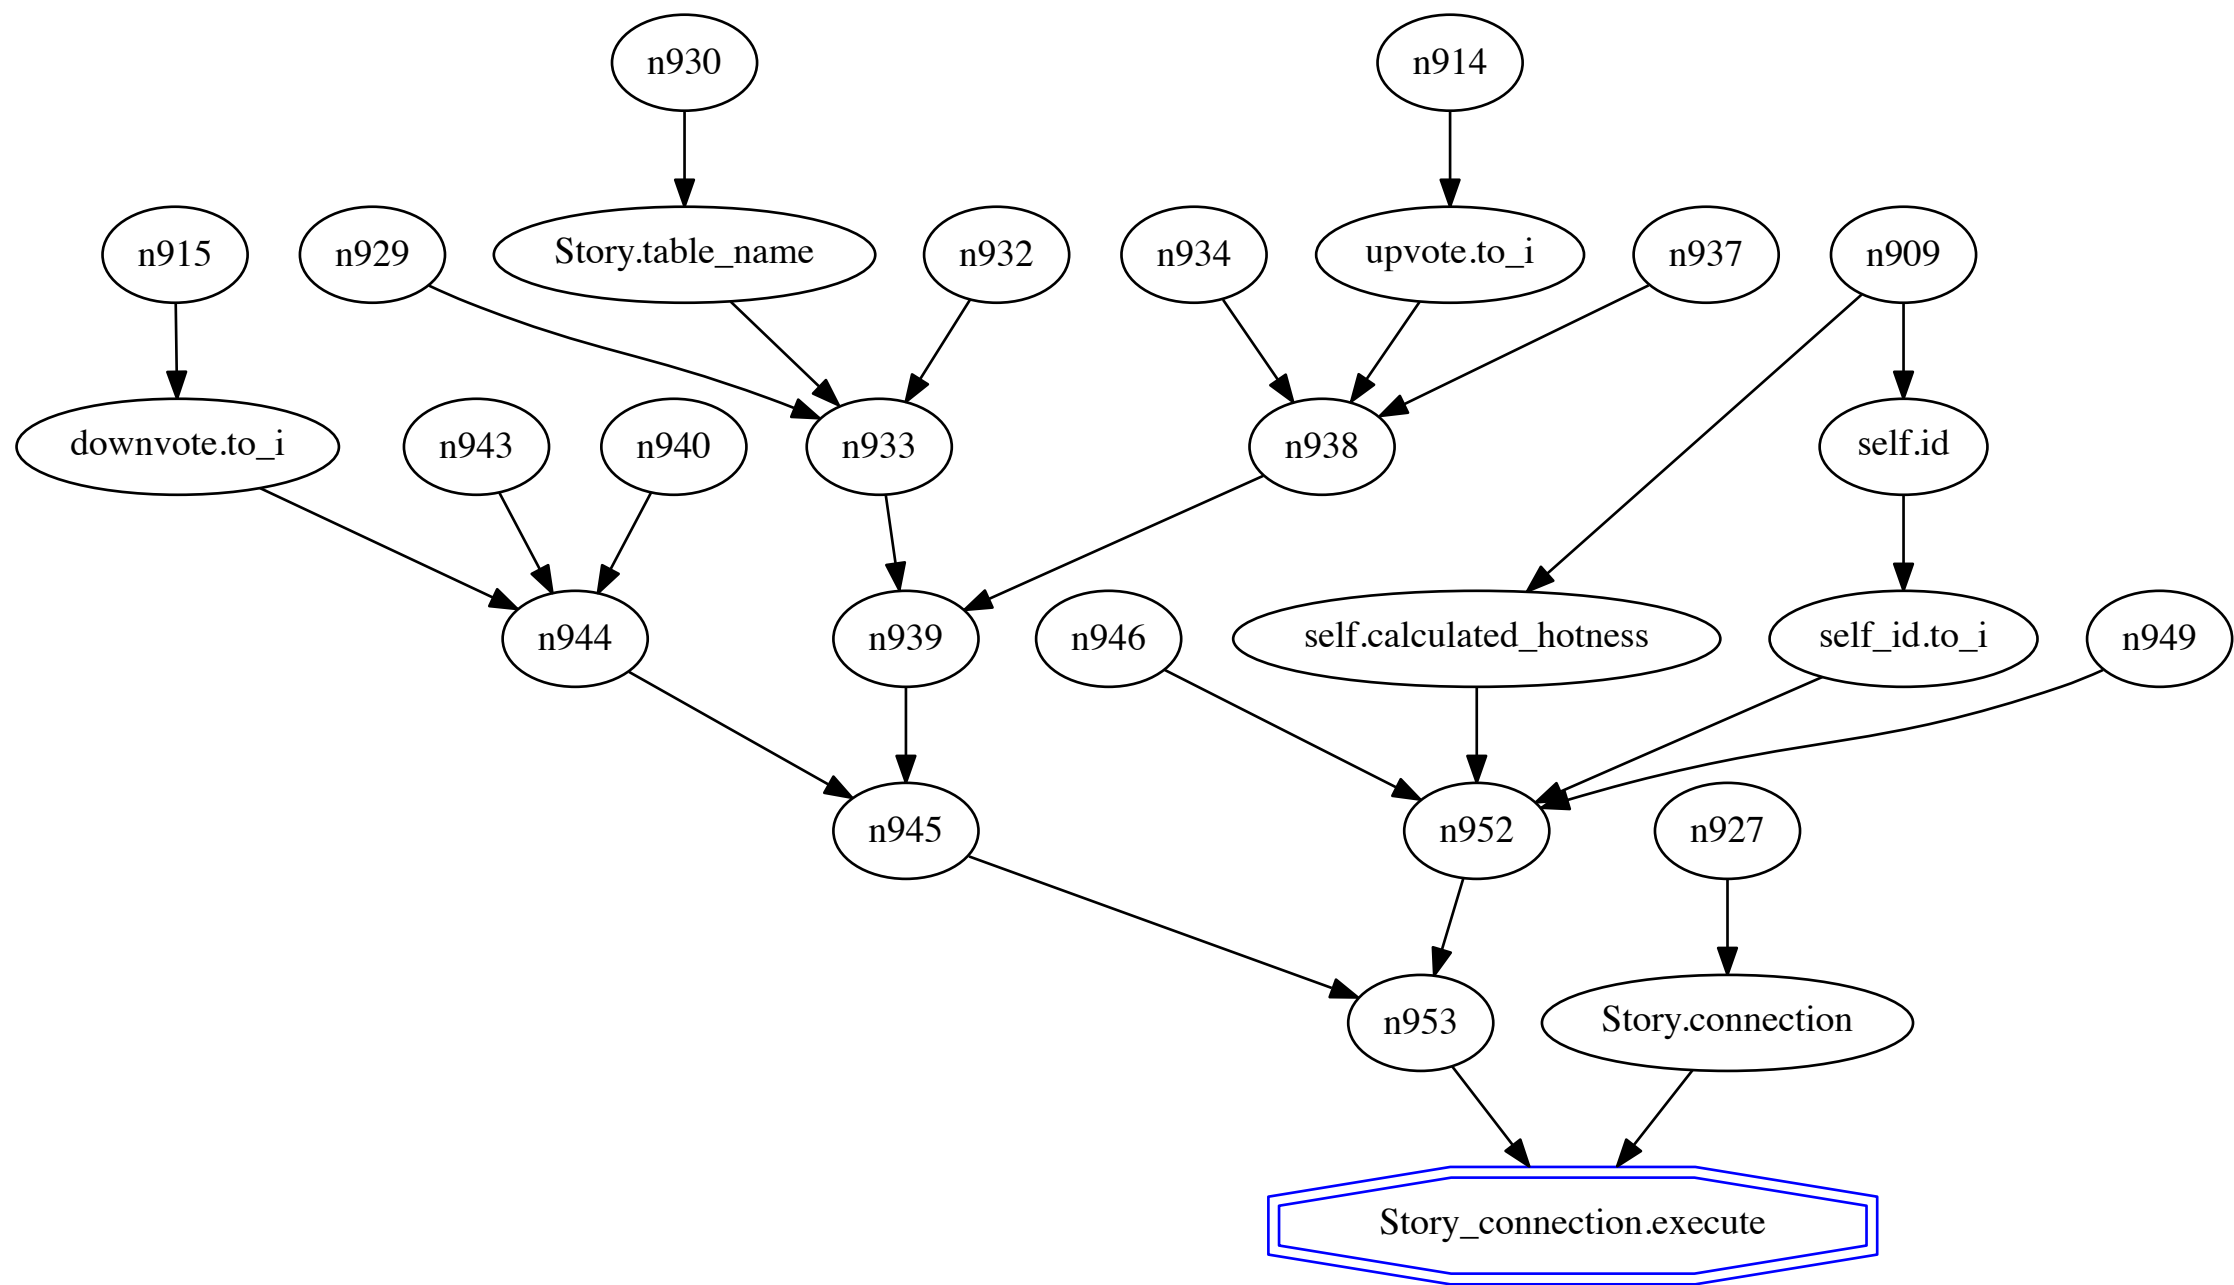 n930
n914
n915
n929
Story.table_name
n932
n934
upvote.to_i
n937
n909
downvote.to_i
n943
n940
n933
n938
self.id
n944
n939
n946
self.calculated_hotness
self_id.to_i
n949
n945
n952
n927
n953
Story.connection
Story_connection.execute